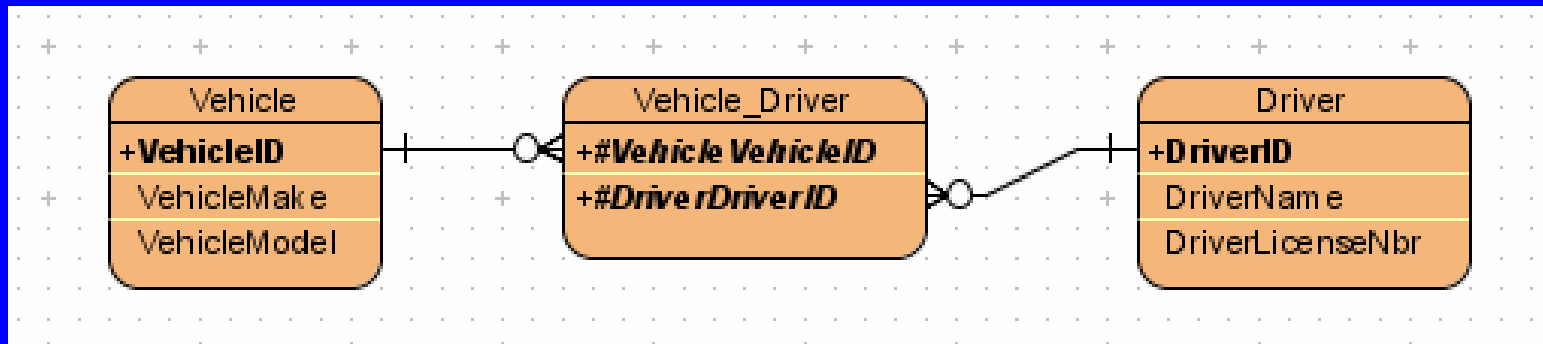 Vehicle
+VehicleID
VehicleMake
VehicleModel
Vehicle_Driver
+#VehicleVehicleID
+#DriverDriverID
Driver
+DriverID
DriverName
DriverLicenseNbr